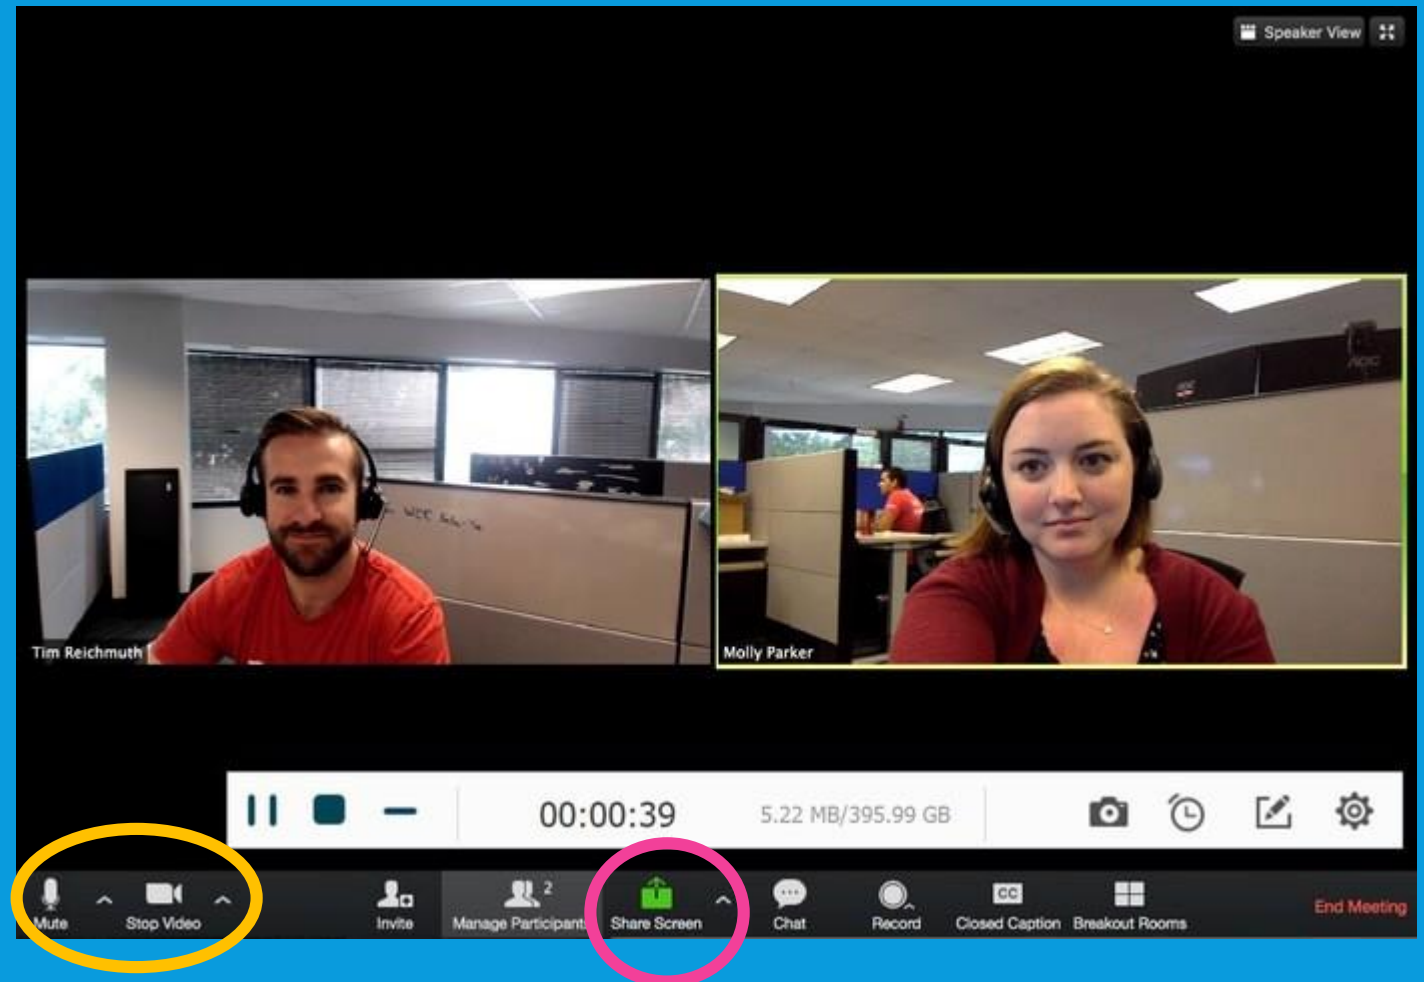 Speaker View
Tim Reichmuth
Molly Parker
00:00:39
5.22 MB/395.99 GB
2
CC
Mute
Stop Video
Invite
Manage Participants
Share Screen
Chat
Record
Closed Caption
Breakout Rooms
End Meeting